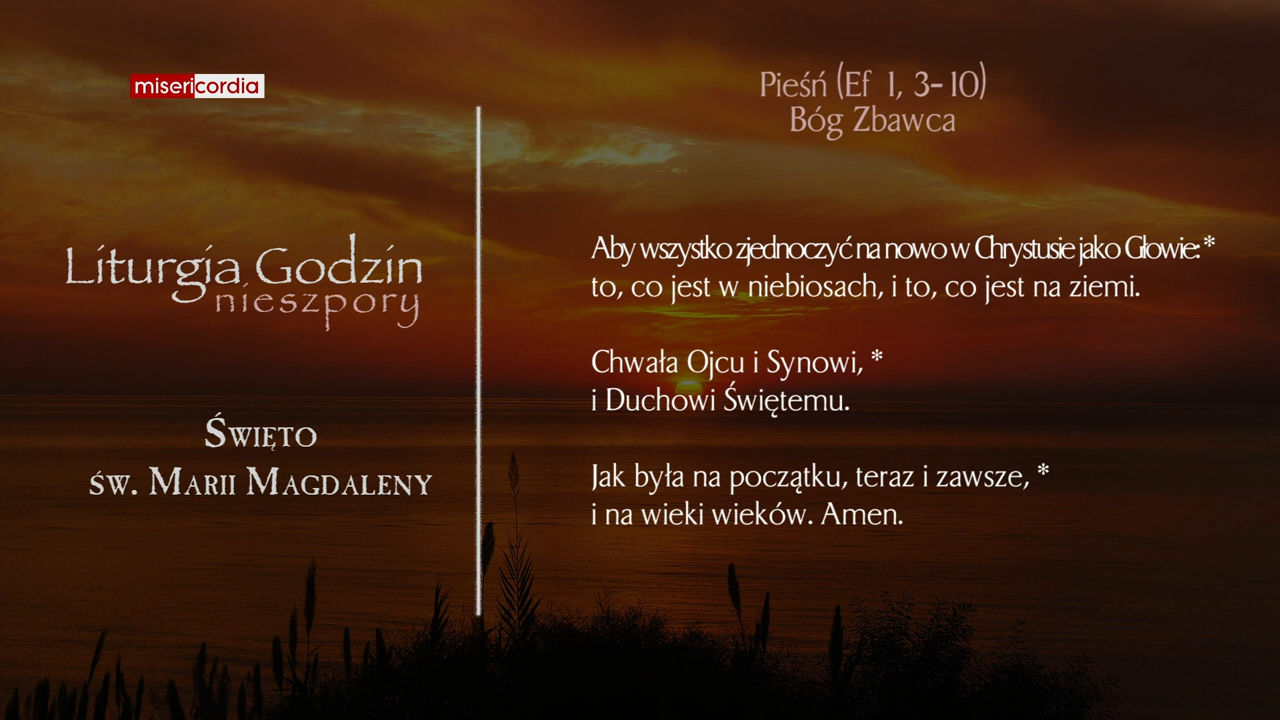 misericordia
Liturgia Godzin
nieszpory
Święto
św. Marii Magdaleny
Pieśń (Ef 1, 3-10)
Bóg Zbawca
Aby wszystko zjednoczyć na nowo w Chrystusie jako Głowie: *
to, co jest w niebiosach, i to, co jest na ziemi.
Chwała Ojcu i Synowi, *
i Duchowi Świętemu.
Jak była na początku, teraz i zawsze, *
i na wieki wieków. Amen.